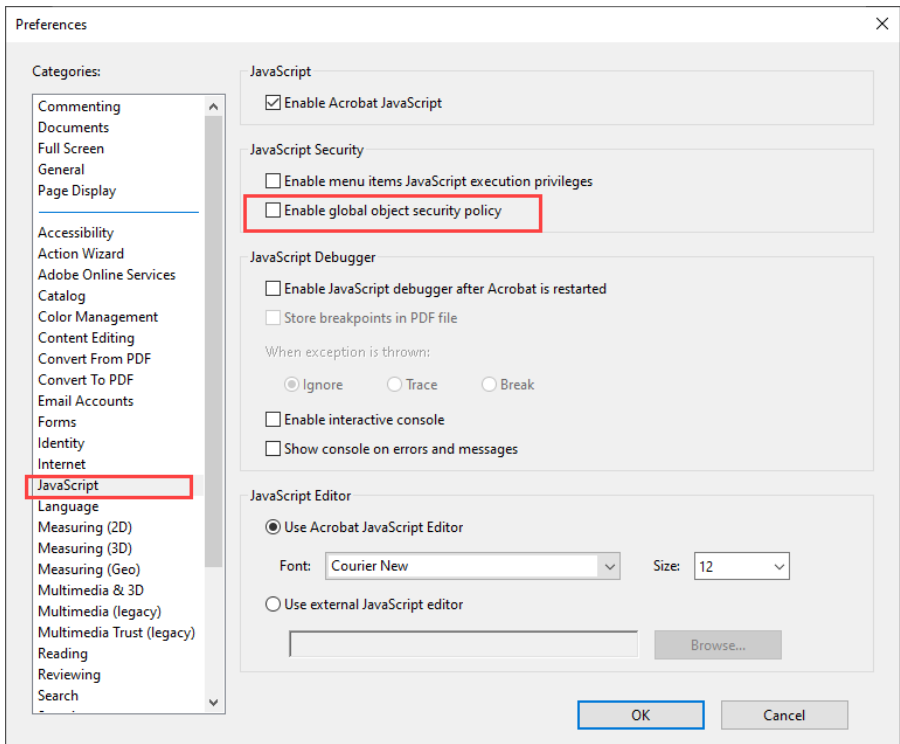 Preferences
Categories:
Commenting
Documents
Full Screen
General
Page Display
Accessibility
Action Wizard
Adobe Online Services
Catalog
Color Management
Content Editing
Convert From PDF
Convert To PDF
Email Accounts
Forms
Identity
Internet
JavaScript
Language
Measuring (2D)
Measuring (3D)
Measuring (Geo)
Multimedia & 3D
Multimedia (legacy)
Multimedia Trust (legacy)
Reading
Reviewing
Search
JavaScript
Enable Acrobat JavaScript
JavaScript Security
Enable menu items JavaScript execution privileges
Enable global object security policy
JavaScript Debugger
Enable JavaScript debugger after Acrobat is restarted
Store breakpoints in PDF file
When exception is thrown:
Ignore Trace Break
Enable interactive console
Show console on errors and messages
JavaScript Editor
Use Acrobat JavaScript Editor
Font: Courier New Size: 12
Use external JavaScript editor
Browse...
OK Cancel